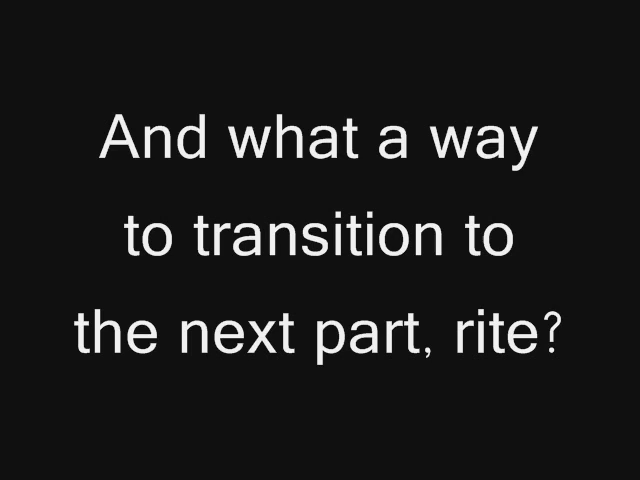 And what a way
to transition to
the next part, rite?